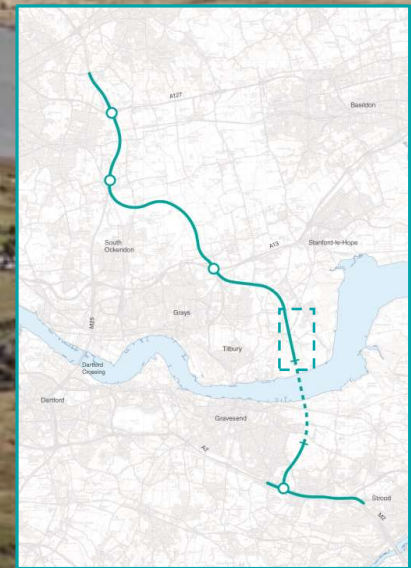 A127
Basildon
South
Ockendon
A13
Stanford-le-Hope
Grays
M25
Tilbury
Dartford
Crossing
Dartford
Gravesend
A2
Strood
M2